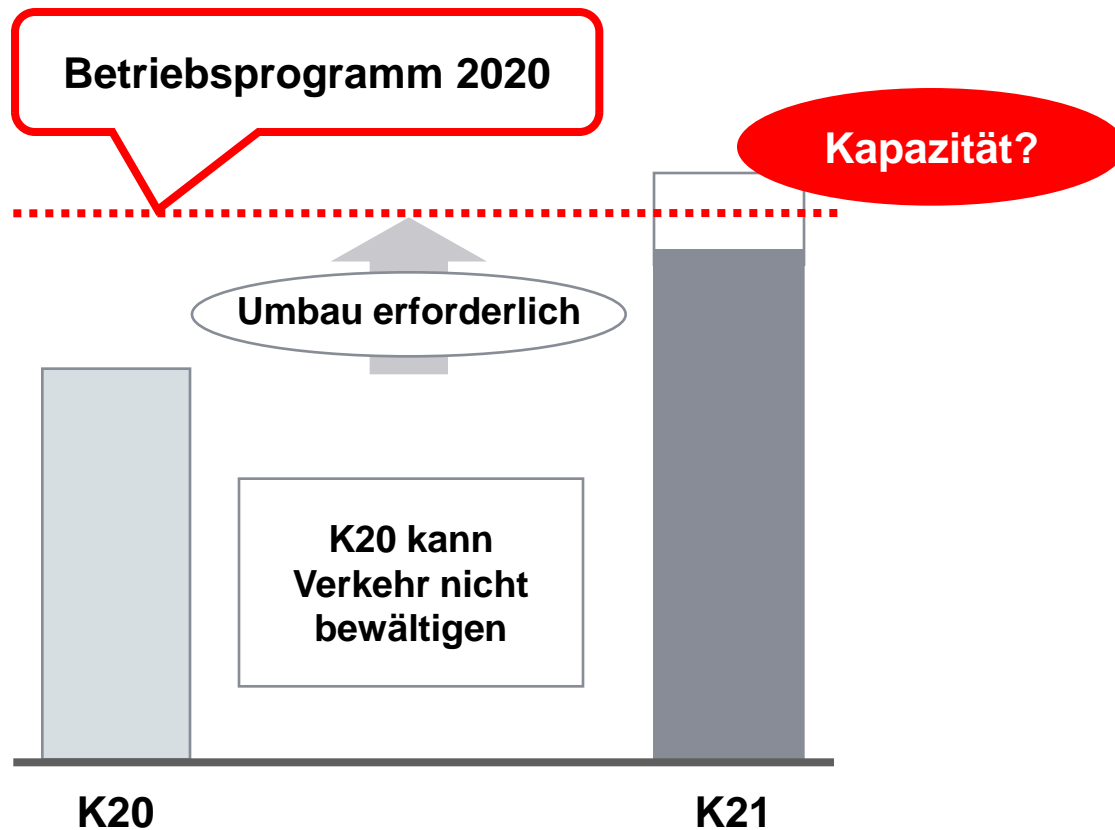 Betriebsprogramm 2020
Kapazität?
Umbau erforderlich
K20 kann
Verkehr nicht
bewältigen
K20
K21